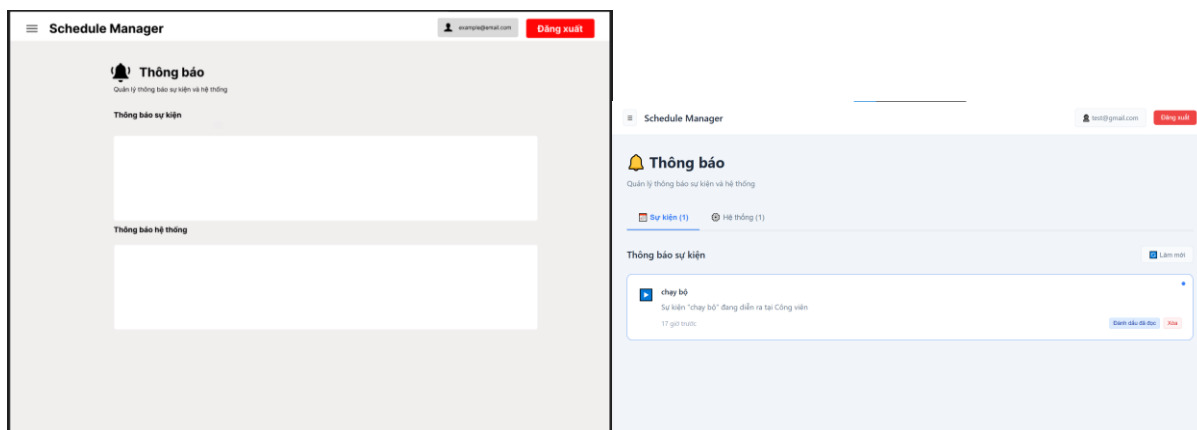 Schedule Manager
example@email.com
Đăng xuất
Thông báo
Quản lý thông báo sự kiện và hệ thống
Thông báo sự kiện
Thông báo hệ thống
Schedule Manager
test@gmail.com
Đăng xuất
Thông báo
Quản lý thông báo sự kiện và hệ thống
Sự kiện (1)
Hệ thống (1)
Thông báo sự kiện
Làm mới
chạy bộ
Sự kiện "chạy bộ" đang diễn ra tại Công viên
17 giờ trước
Đánh dấu đã đọc
Xóa